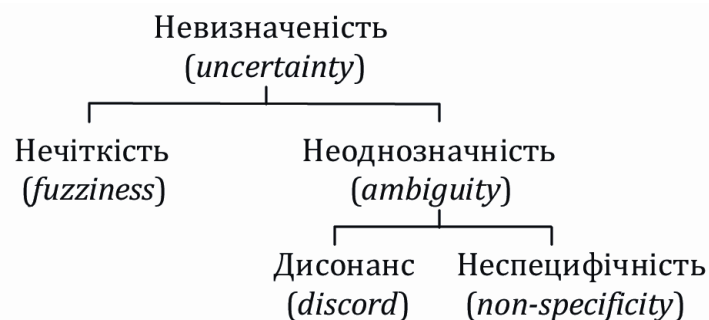 Невизначеність
(uncertainty)
Нечіткість
(fuzziness)
Неоднозначність
(ambiguity)
Дисонанс
(discord)
Неспецифічність
(non-specificity)